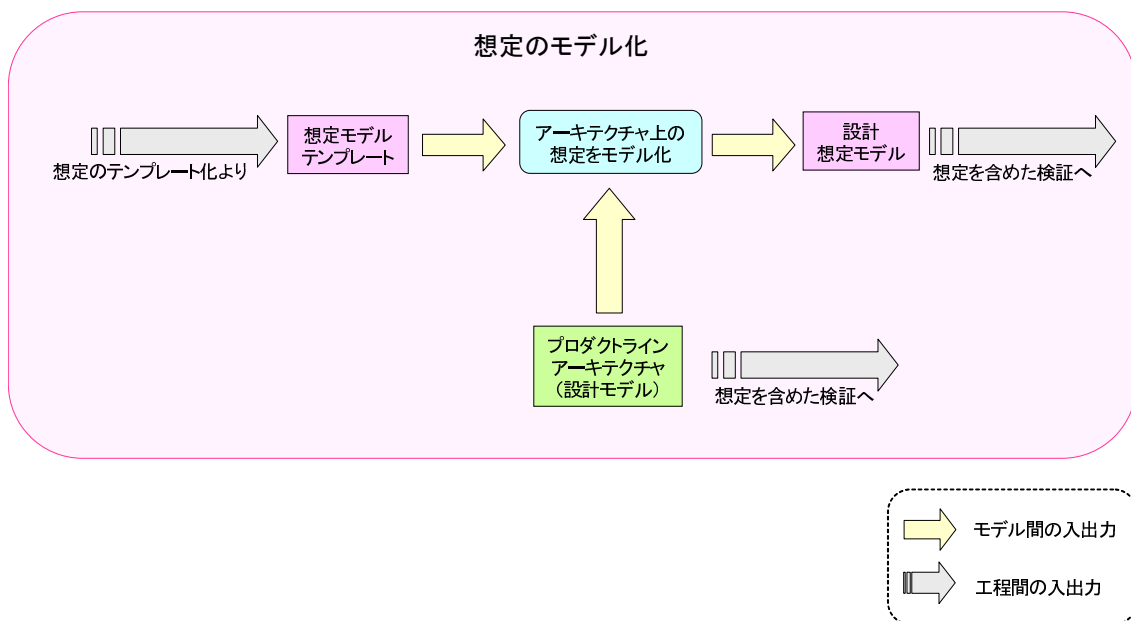 想定のモデル化
想定のテンプレート化より
想定モデル
テンプレート
アーキテクチャ上の
想定をモデル化
設計
想定モデル
想定を含めた検証へ
プロダクトライン
アーキテクチャ
(設計モデル)
想定を含めた検証へ
モデル間の入出力
工程間の入出力